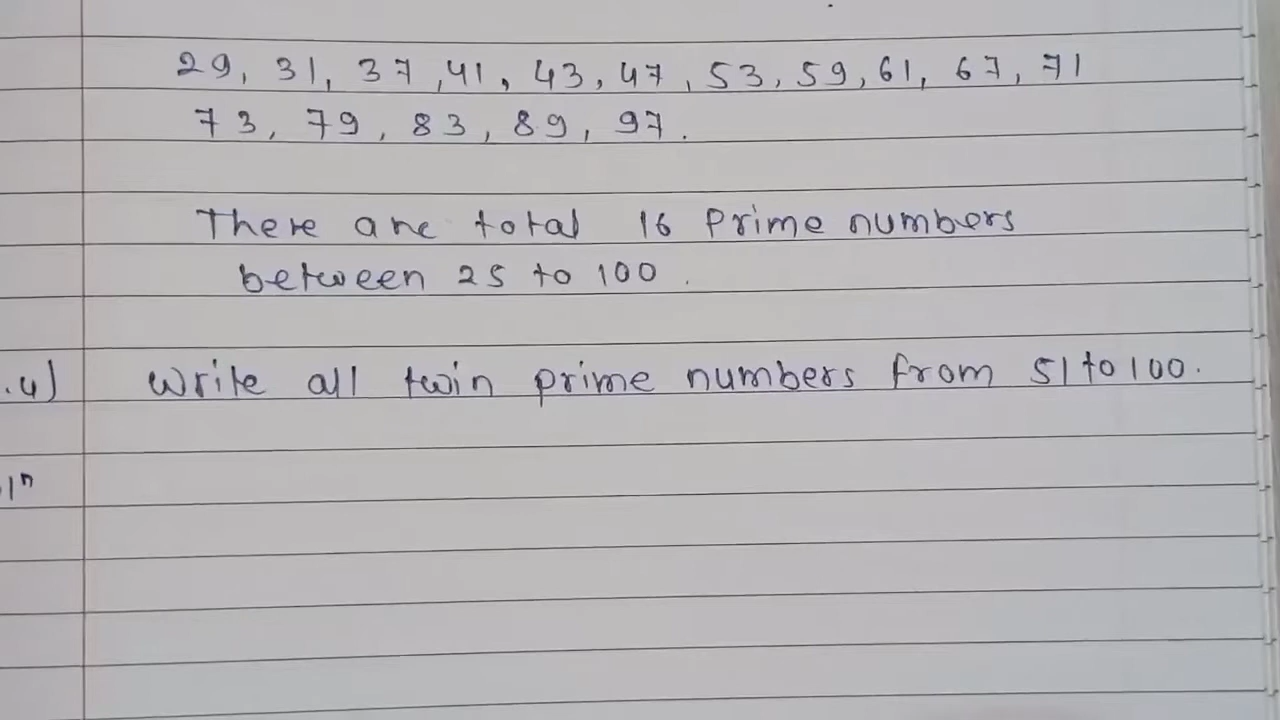 29, 31, 37, 41, 43, 47, 53, 59, 61, 67, 71
73, 79, 83, 89, 97.
There are total 16 Prime numbers
between 25 to 100.
.4) Write all twin prime numbers from 51 to 100.
.1n